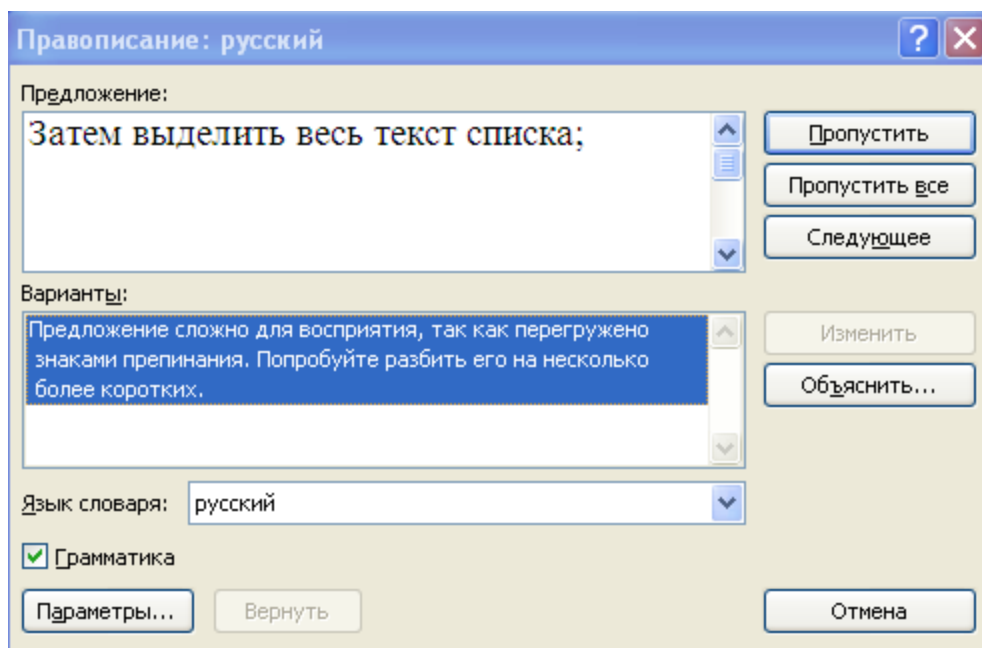 Правописание: русский
Предложение:
Затем выделить весь текст списка;
Пропустить
Пропустить все
Следующее
Варианты:
Предложение сложно для восприятия, так как перегружено
знаками препинания. Попробуйте разбить его на несколько
более коротких.
Изменить
Объяснить...
Язык словаря: русский
Грамматика
Параметры... Вернуть Отмена